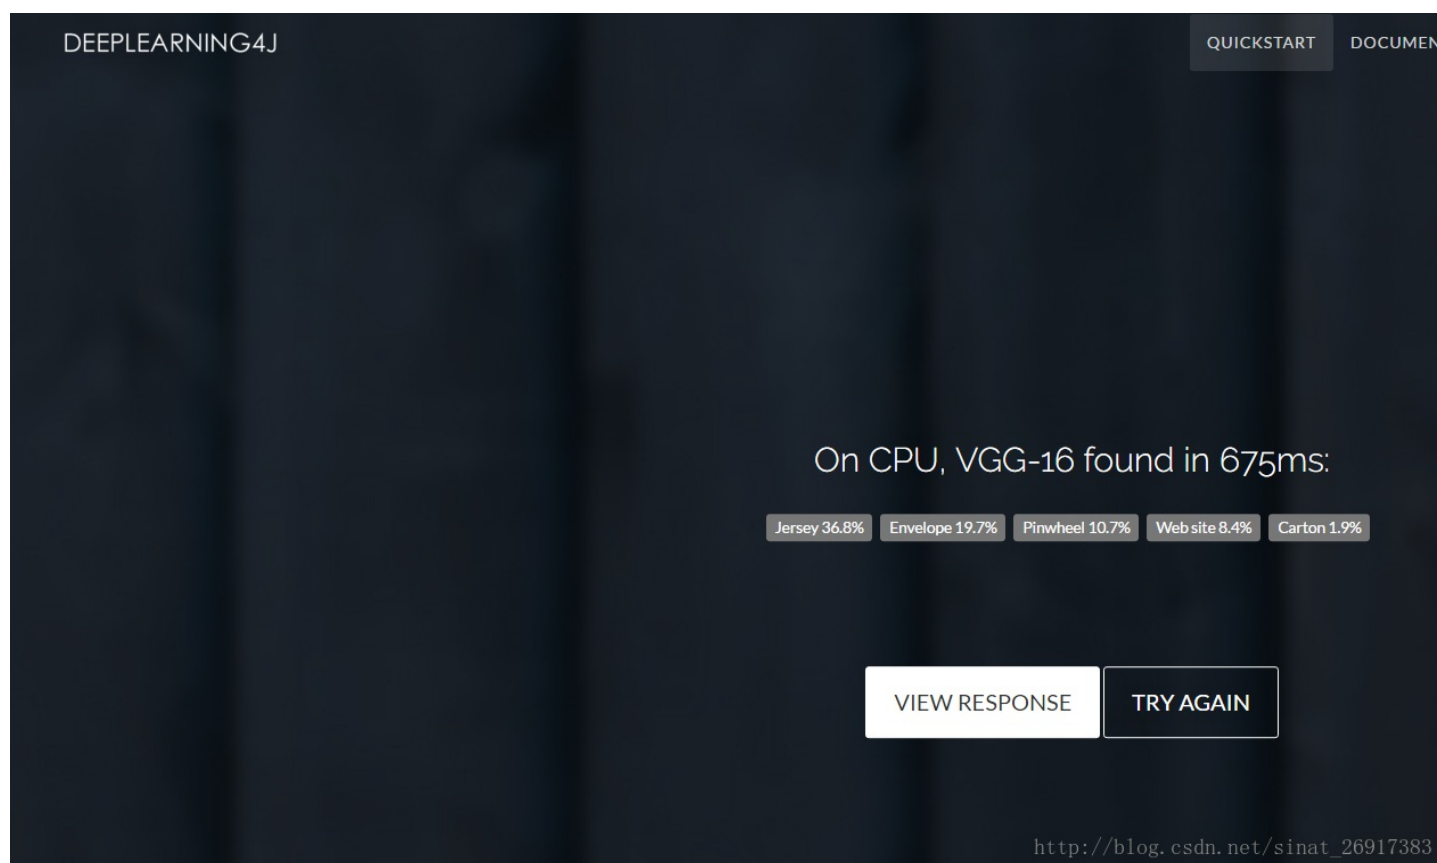 DEEPLEARNING4J
QUICKSTART DOCUMEN
On CPU, VGG-16 found in 675ms:
Jersey 36.8% Envelope 19.7% Pinwheel 10.7% Web site 8.4% Carton 1.9%
VIEW RESPONSE TRY AGAIN
http://blog.csdn.net/sinat_26917383